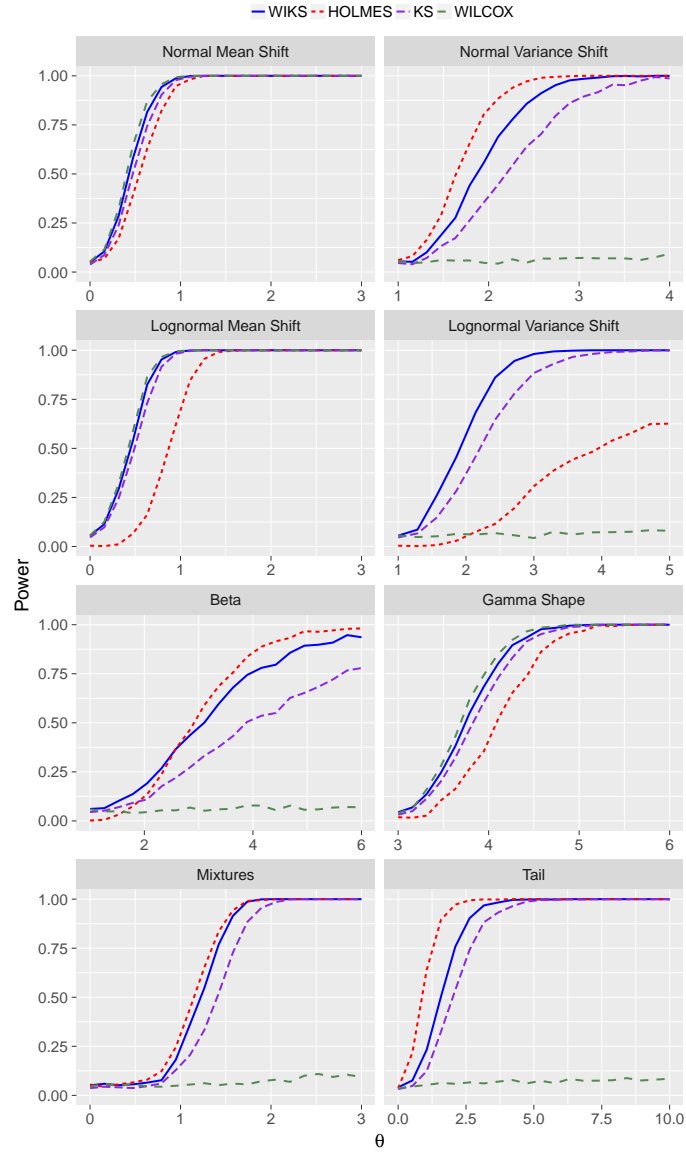 WIKS HOLMES KS WILCOX
Normal Mean Shift Normal Variance Shift
1.00
0.75
0.50
0.25
0.00
0 1 2 3 1 2 3 4
Lognormal Mean Shift Lognormal Variance Shift
1.00
0.75
0.50
0.25
0.00
0 1 2 3 1 2 3 4 5
Power
Beta Gamma Shape
1.00
0.75
0.50
0.25
0.00
2 4 6 3 4 5 6
Mixtures Tail
1.00
0.75
0.50
0.25
0.00
0 1 2 3 0.0 2.5 5.0 7.5 10.0
θ